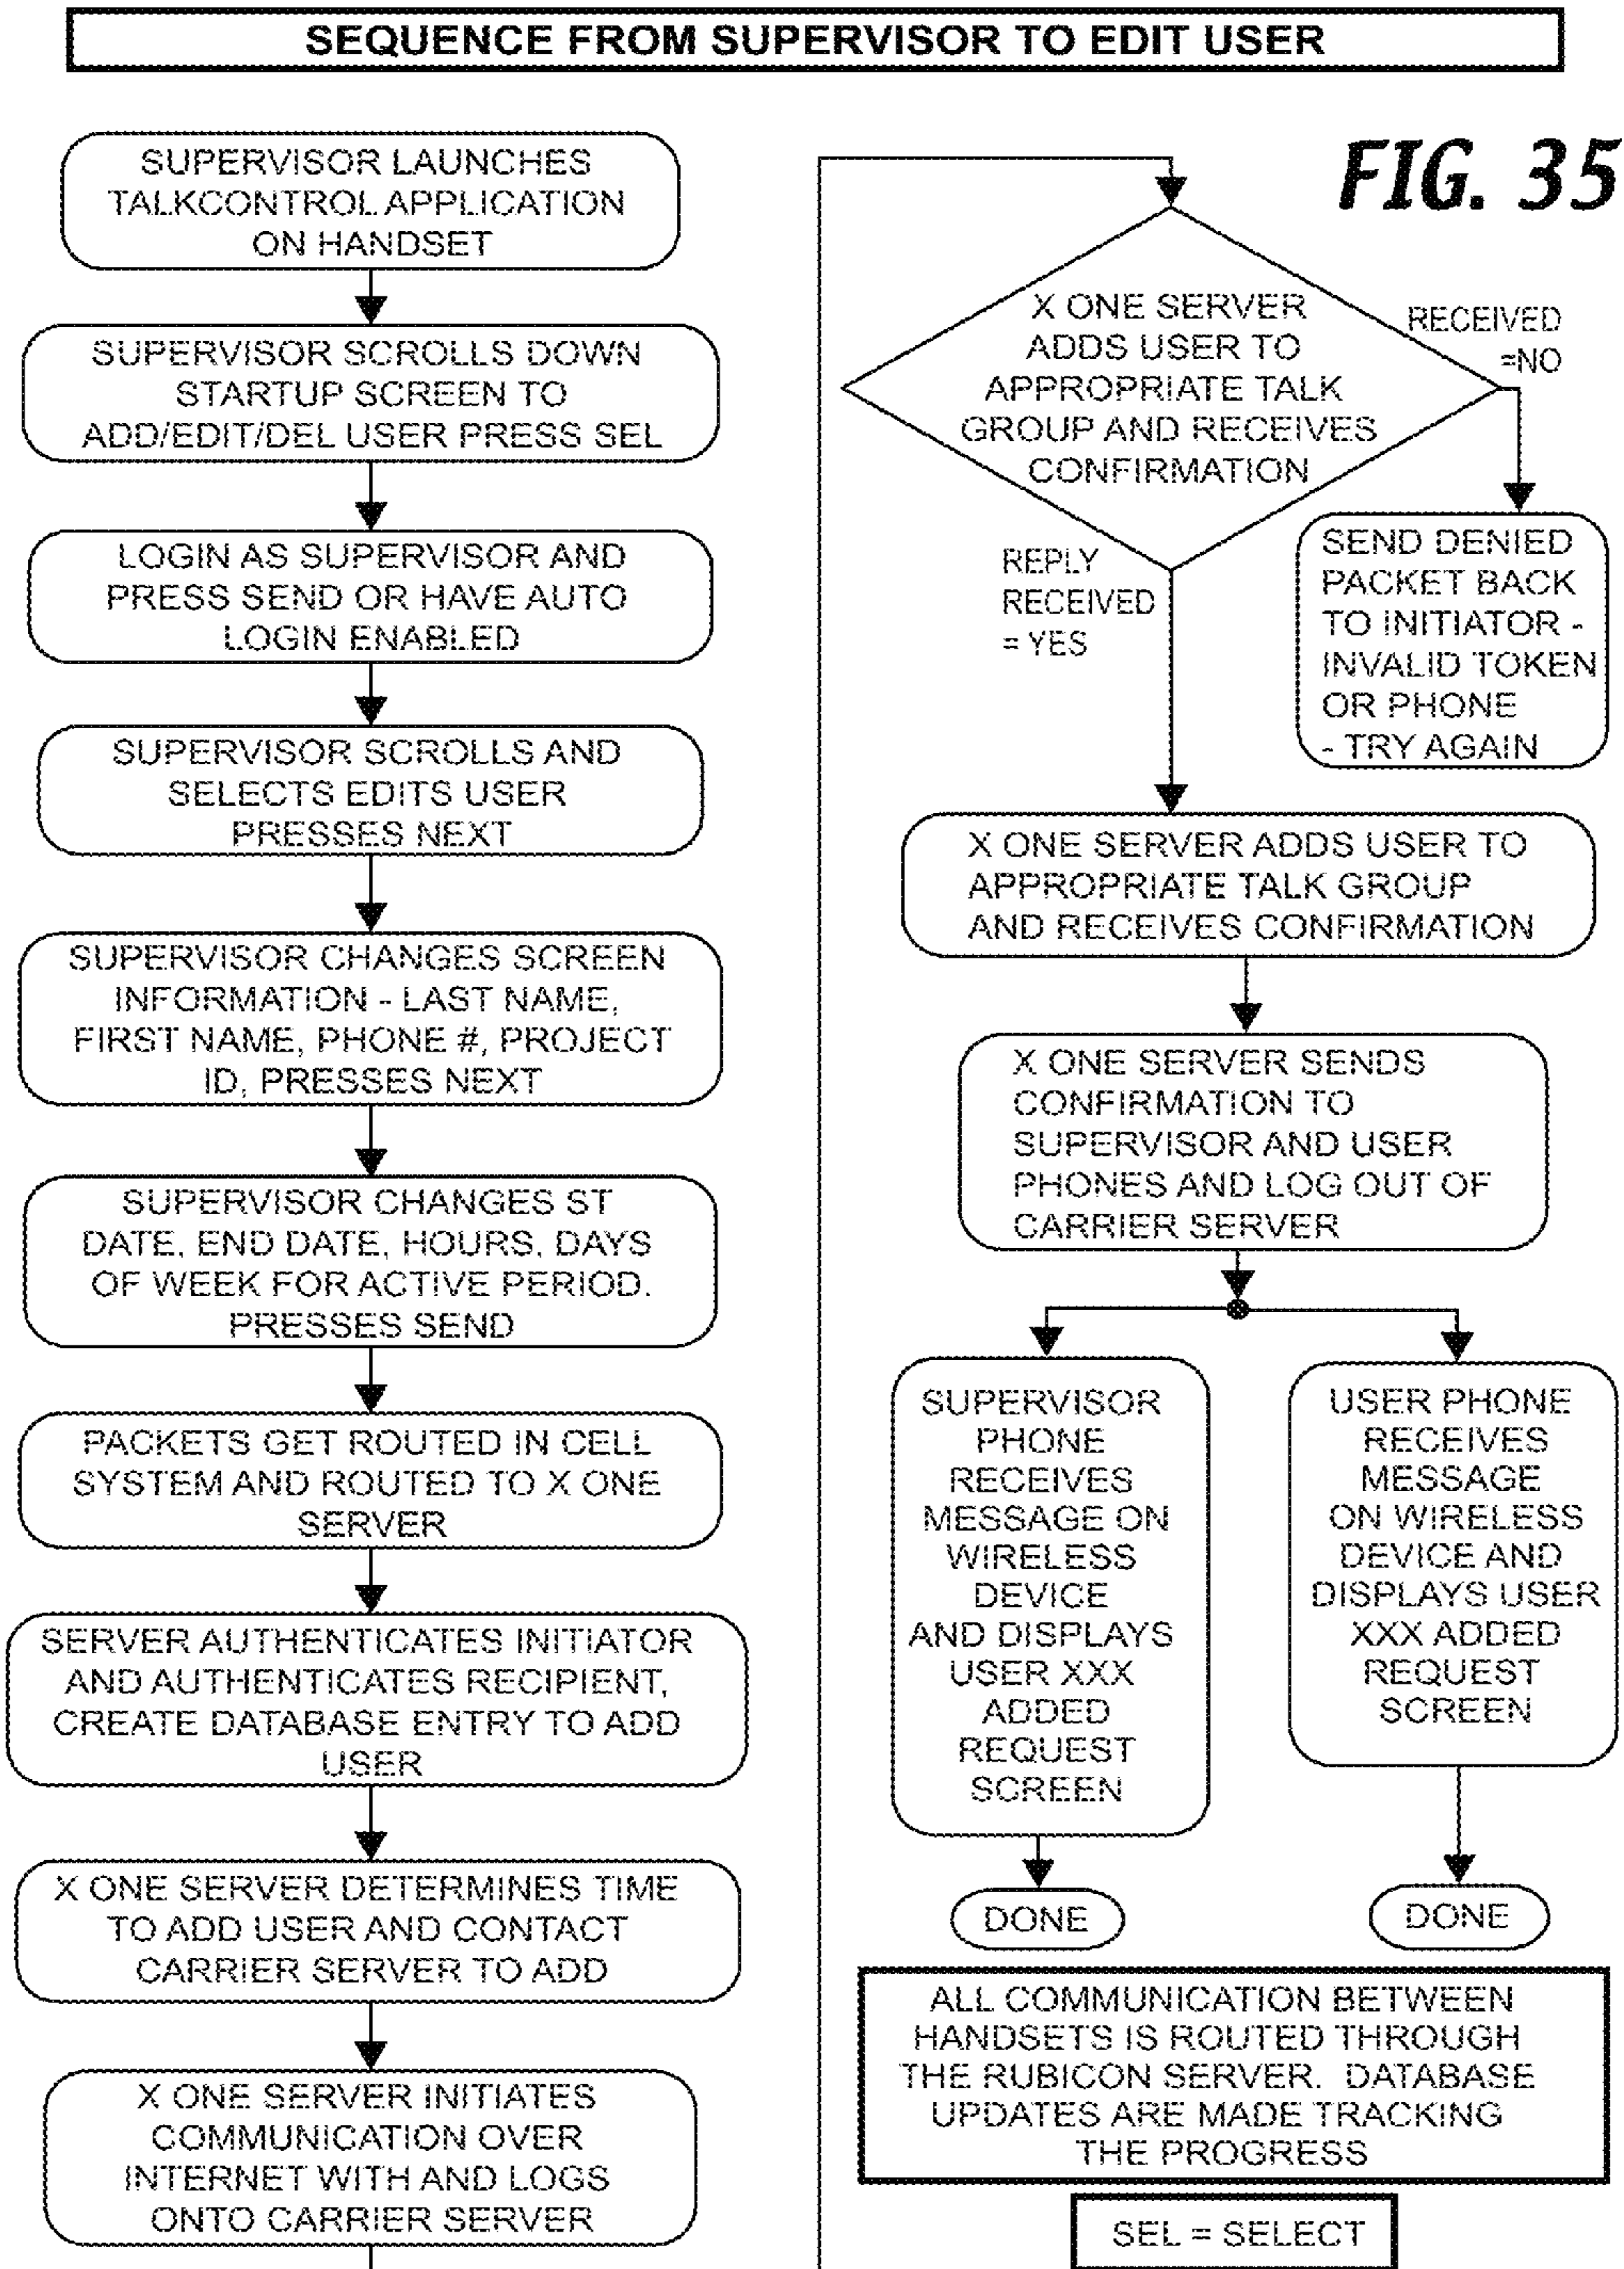 SEQUENCE FROM SUPERVISOR TO EDIT USER
FIG. 35
SUPERVISOR LAUNCHES
TALKCONTROL APPLICATION
ON HANDSET
SUPERVISOR SCROLLS DOWN
STARTUP SCREEN TO
ADD/EDIT/DEL USER PRESS SEL
LOGIN AS SUPERVISOR AND
PRESS SEND OR HAVE AUTO
LOGIN ENABLED
SUPERVISOR SCROLLS AND
SELECTS EDITS USER
PRESSES NEXT
SUPERVISOR CHANGES SCREEN
INFORMATION - LAST NAME,
FIRST NAME, PHONE #, PROJECT
ID, PRESSES NEXT
SUPERVISOR CHANGES ST
DATE, END DATE, HOURS, DAYS
OF WEEK FOR ACTIVE PERIOD.
PRESSES SEND
PACKETS GET ROUTED IN CELL
SYSTEM AND ROUTED TO X ONE
SERVER
SERVER AUTHENTICATES INITIATOR
AND AUTHENTICATES RECIPIENT,
CREATE DATABASE ENTRY TO ADD
USER
X ONE SERVER DETERMINES TIME
TO ADD USER AND CONTACT
CARRIER SERVER TO ADD
X ONE SERVER INITIATES
COMMUNICATION OVER
INTERNET WITH AND LOGS
ONTO CARRIER SERVER
X ONE SERVER
ADDS USER TO
APPROPRIATE TALK
GROUP AND RECEIVES
CONFIRMATION
RECEIVED
=NO
SEND DENIED
PACKET BACK
TO INITIATOR -
INVALID TOKEN
OR PHONE
- TRY AGAIN
REPLY
RECEIVED
= YES
X ONE SERVER ADDS USER TO
APPROPRIATE TALK GROUP
AND RECEIVES CONFIRMATION
X ONE SERVER SENDS
CONFIRMATION TO
SUPERVISOR AND USER
PHONES AND LOG OUT OF
CARRIER SERVER
SUPERVISOR
PHONE
RECEIVES
MESSAGE ON
WIRELESS
DEVICE
AND DISPLAYS
USER XXX
ADDED
REQUEST
SCREEN
DONE
USER PHONE
RECEIVES
MESSAGE
ON WIRELESS
DEVICE AND
DISPLAYS USER
XXX ADDED
REQUEST
SCREEN
DONE
ALL COMMUNICATION BETWEEN
HANDSETS IS ROUTED THROUGH
THE RUBICON SERVER. DATABASE
UPDATES ARE MADE TRACKING
THE PROGRESS
SEL = SELECT